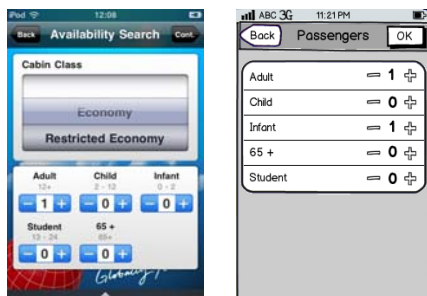 iPod 12:08
Back Availability Search Cont.
Cabin Class
Economy
Restricted Economy
Adult Child Infant
12+ 2 - 12 0 - 2
− 1 + − 0 + − 0 +
Student 65 +
13 - 24 65+
− 0 + − 0 +
Globally
ABC 3G 11:21 PM
Back Passengers OK
Adult − 1 +
Child − 0 +
Infant − 1 +
65 + − 0 +
Student − 0 +